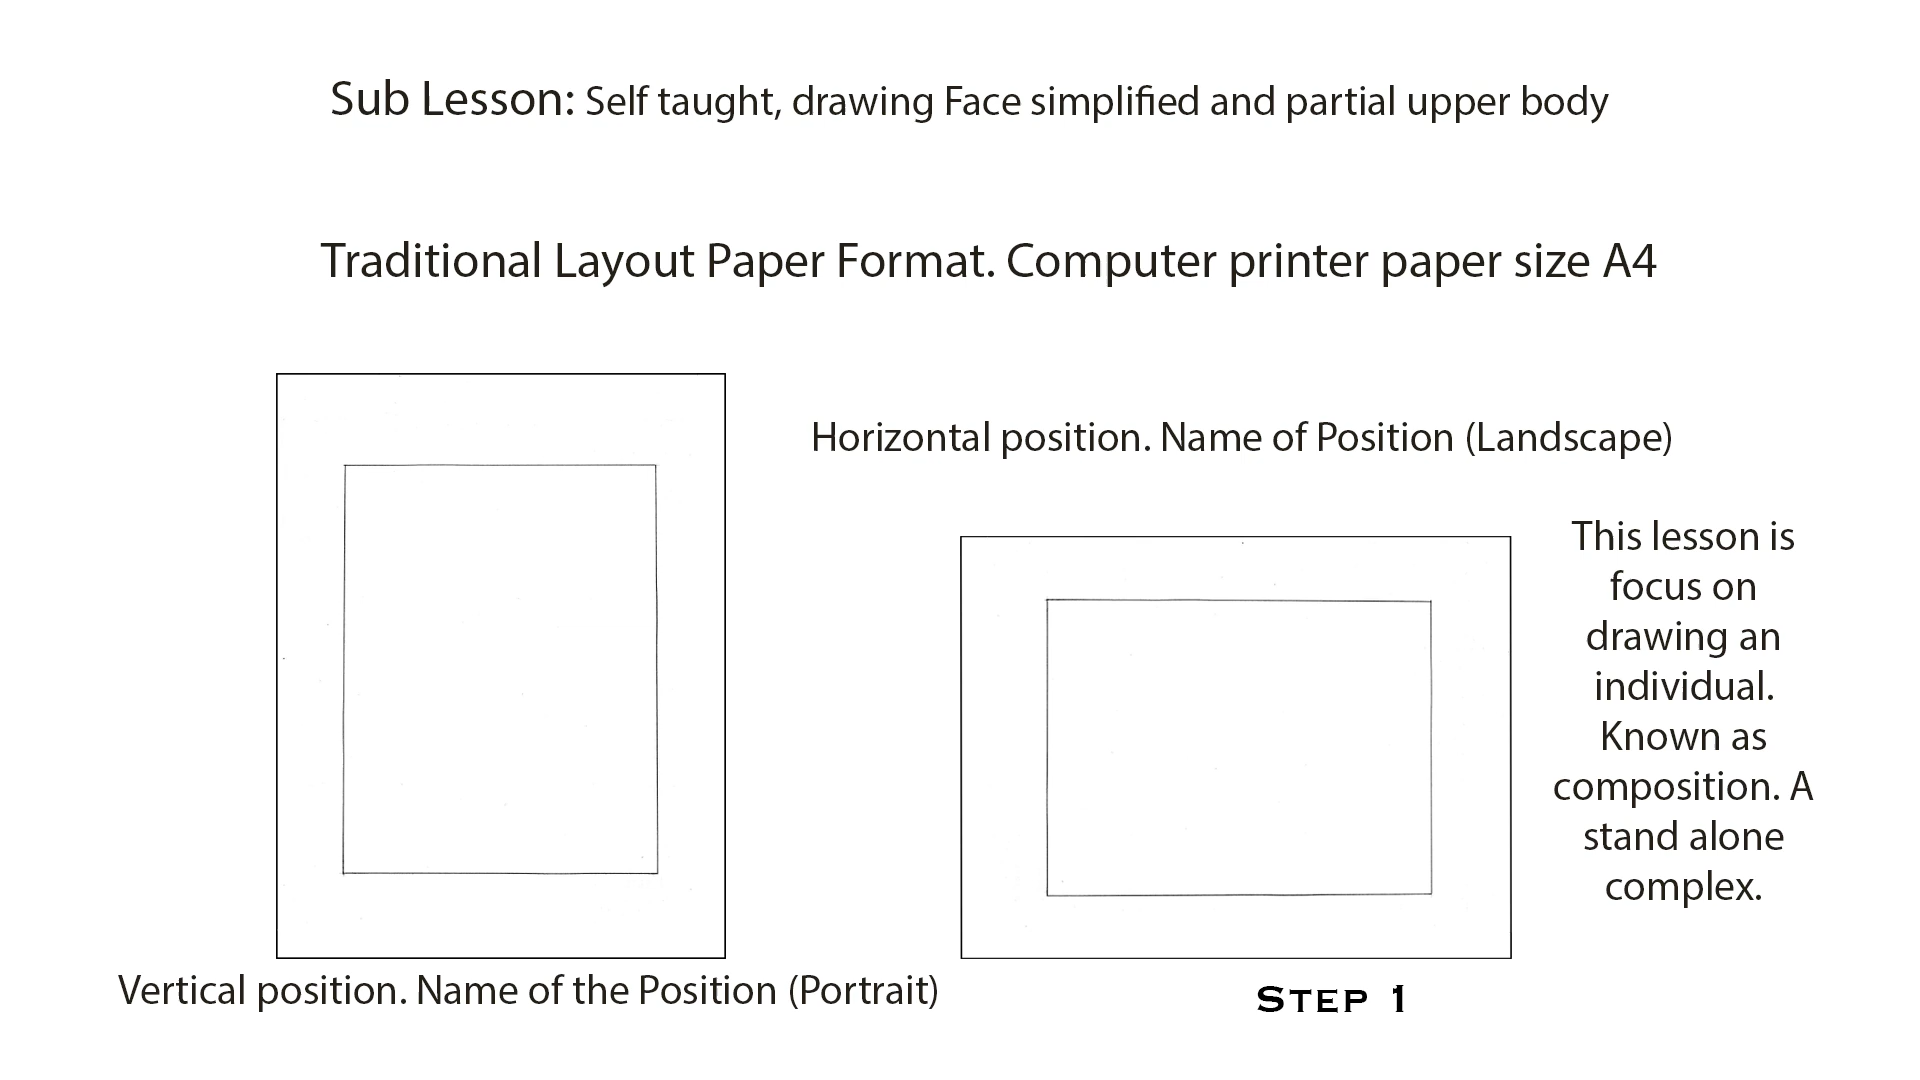 Sub Lesson: Self taught, drawing Face simplified and partial upper body
Traditional Layout Paper Format. Computer printer paper size A4
Horizontal position. Name of Position (Landscape)
This lesson is
focus on
drawing an
individual.
Known as
composition. A
stand alone
complex.
Vertical position. Name of the Position (Portrait)
STEP 1